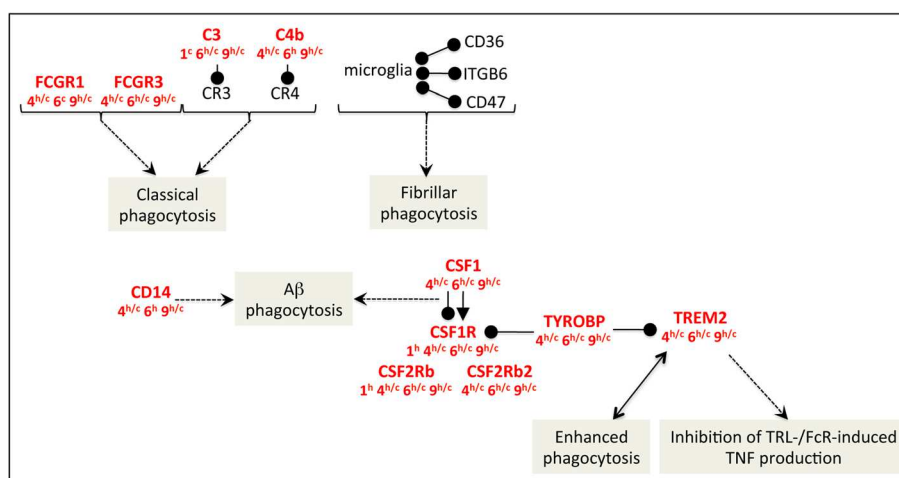 C3 C4b
1ᶜ 6ʰ/ᶜ 9ʰ/ᶜ 4ʰ/ᶜ 6ʰ 9ʰ/ᶜ
CD36
microglia ITGB6
FCGR1 FCGR3 CR3 CR4
4ʰ/ᶜ 6ᶜ 9ʰ/ᶜ 4ʰ/ᶜ 6ʰ/ᶜ 9ʰ/ᶜ
CD47
Classical
phagocytosis
Fibrillar
phagocytosis
CSF1
4ʰ/ᶜ 6ʰ/ᶜ 9ʰ/ᶜ
CD14
4ʰ/ᶜ 6ʰ 9ʰ/ᶜ
Aβ
phagocytosis
CSF1R
1ʰ 4ʰ/ᶜ 6ʰ/ᶜ 9ʰ/ᶜ
TYROBP
4ʰ/ᶜ 6ʰ/ᶜ 9ʰ/ᶜ
TREM2
4ʰ/ᶜ 6ʰ/ᶜ 9ʰ/ᶜ
CSF2Rb CSF2Rb2
1ʰ 4ʰ/ᶜ 6ʰ/ᶜ 9ʰ/ᶜ 4ʰ/ᶜ 6ʰ/ᶜ 9ʰ/ᶜ
Enhanced
phagocytosis
Inhibition of TRL-/FcR-induced
TNF production